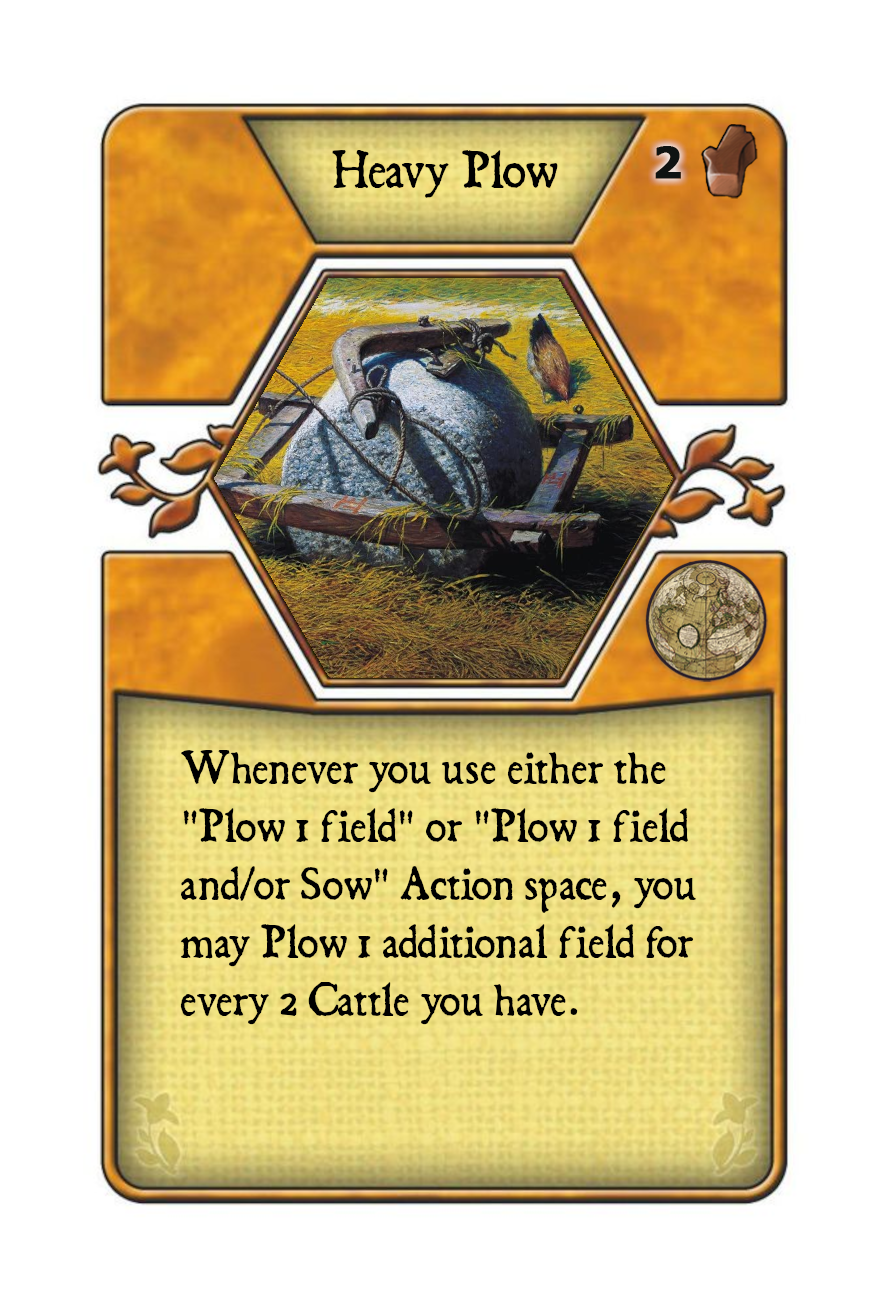 Heavy Plow
2
Whenever you use either the
"Plow 1 field" or "Plow 1 field
and/or Sow" Action space, you
may Plow 1 additional field for
every 2 Cattle you have.